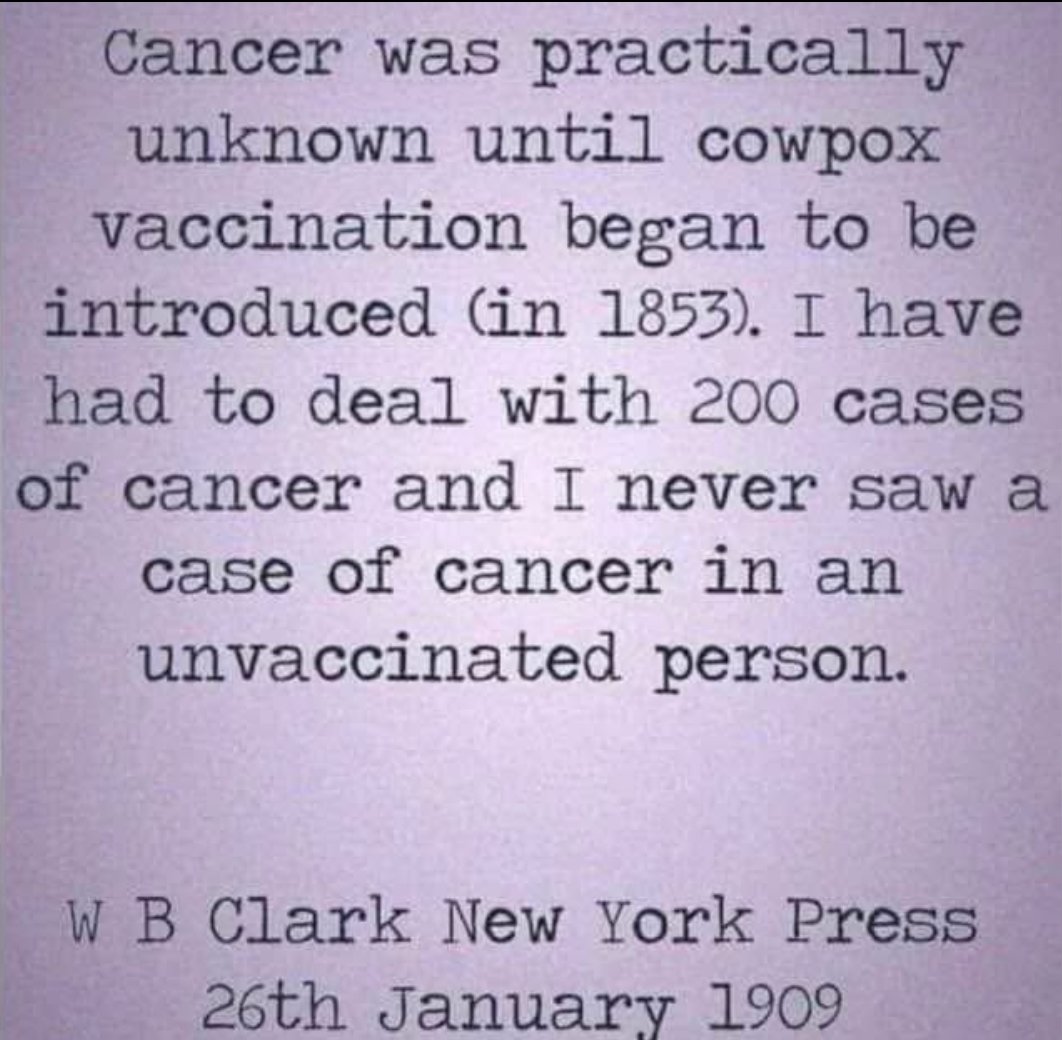 Cancer was practically
unknown until cowpox
vaccination began to be
introduced (in 1853). I have
had to deal with 200 cases
of cancer and I never saw a
case of cancer in an
unvaccinated person.
W B Clark New York Press
26th January 1909